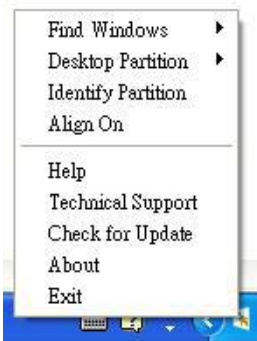 Find Windows
Desktop Partition
Identify Partition
Align On
Help
Technical Support
Check for Update
About
Exit